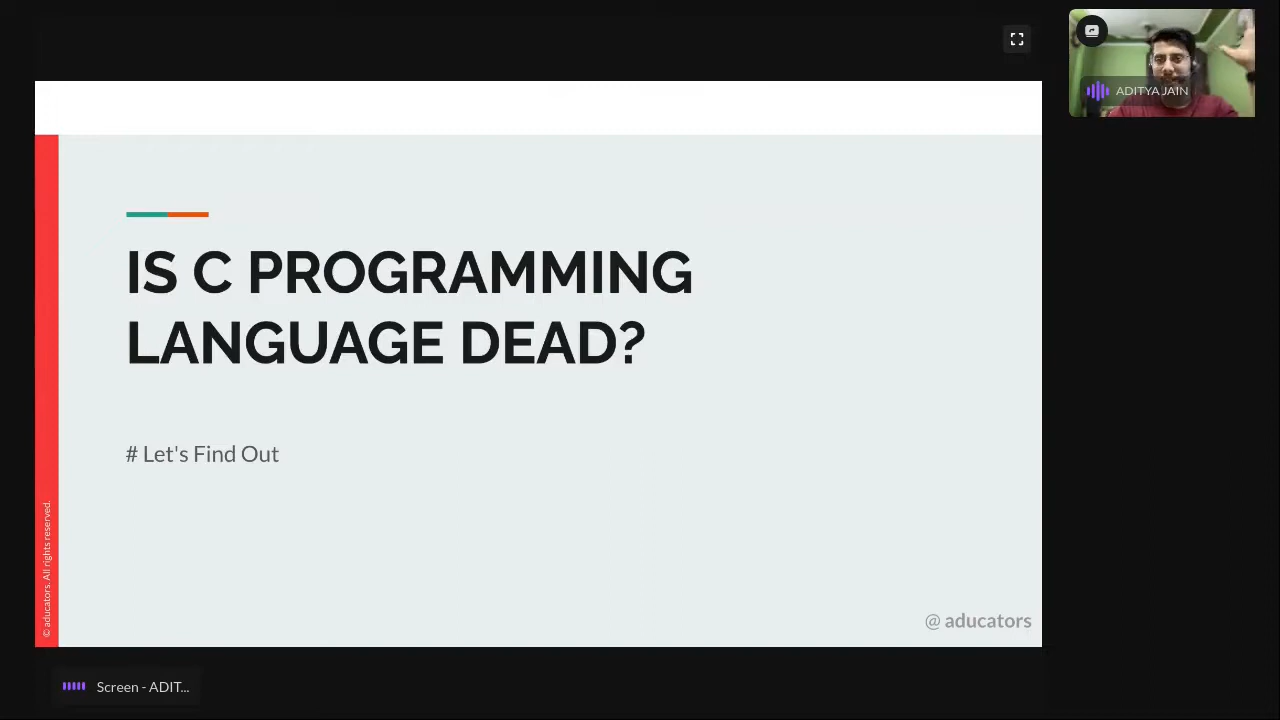 ADITYA JAIN
IS C PROGRAMMING
LANGUAGE DEAD?
# Let's Find Out
© aducators. All rights reserved.
@ aducators
Screen - ADIT...